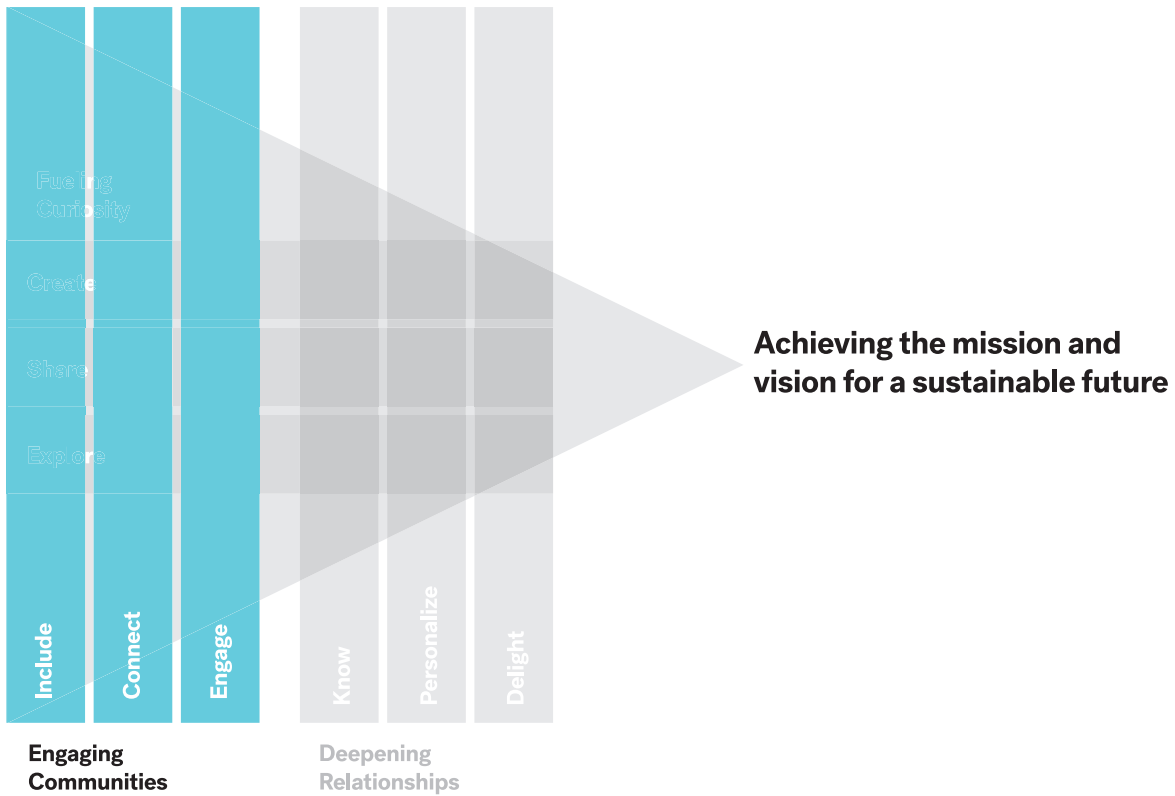 Fueling
Curiosity
Create
Share
Explore
Achieving the mission and
vision for a sustainable future
Include
Connect
Engage
Know
Personalize
Delight
Engaging
Communities
Deepening
Relationships